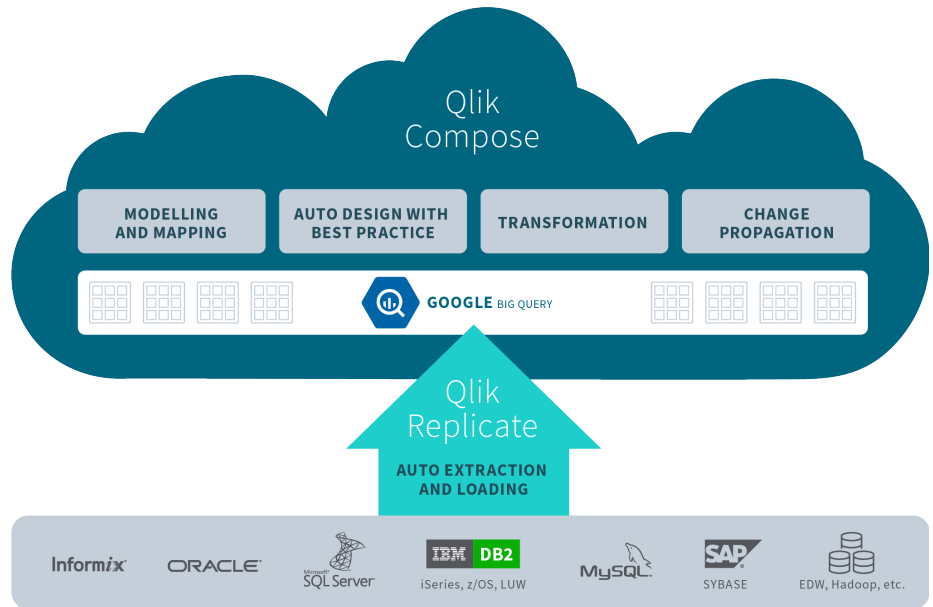 Qlik
Compose
MODELLING
AND MAPPING
AUTO DESIGN WITH
BEST PRACTICE
TRANSFORMATION
CHANGE
PROPAGATION
GOOGLE BIG QUERY
Qlik
Replicate
AUTO EXTRACTION
AND LOADING
Informix
ORACLE
Microsoft
SQL Server
IBM DB2
iSeries, z/OS, LUW
MySQL
SAP
SYBASE
EDW, Hadoop, etc.